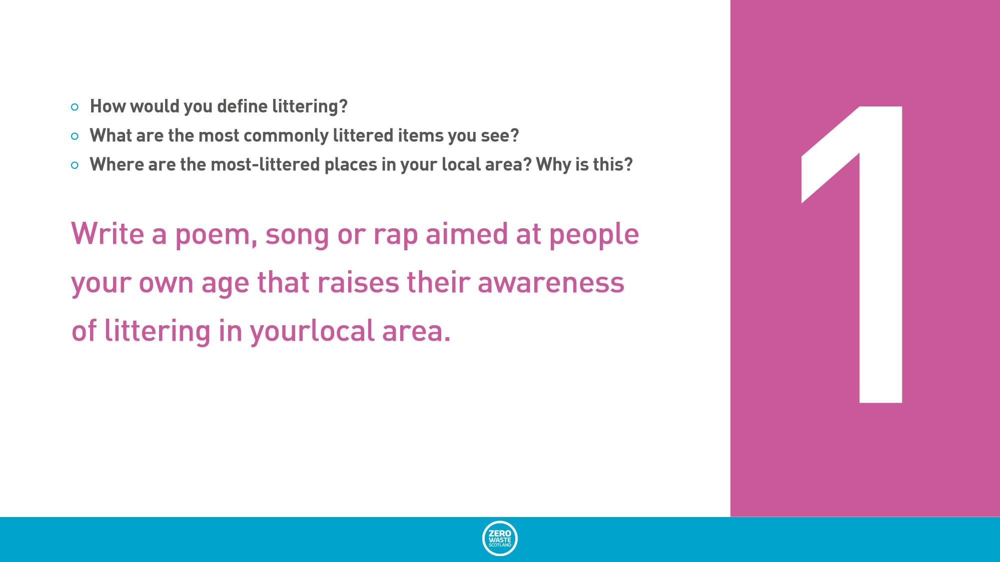 How would you define littering?
What are the most commonly littered items you see?
Where are the most-littered places in your local area? Why is this?
Write a poem, song or rap aimed at people
your own age that raises their awareness
of littering in yourlocal area.
1
ZERO
WASTE
SCOTLAND